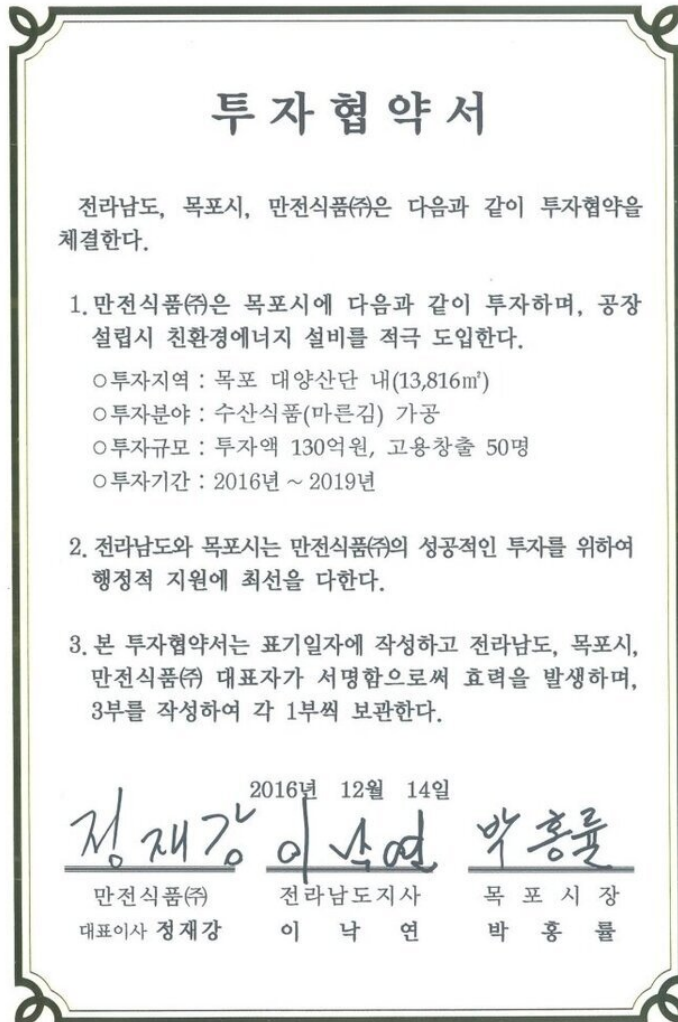 투자협약서
전라남도, 목포시, 만전식품㈜은 다음과 같이 투자협약을
체결한다.
1. 만전식품㈜은 목포시에 다음과 같이 투자하며, 공장
설립시 친환경에너지 설비를 적극 도입한다.
○투자지역 : 목포 대양산단 내(13,816㎡)
○투자분야 : 수산식품(마른김) 가공
○투자규모 : 투자액 130억원, 고용창출 50명
○투자기간 : 2016년 ~ 2019년
2. 전라남도와 목포시는 만전식품㈜의 성공적인 투자를 위하여
행정적 지원에 최선을 다한다.
3. 본 투자협약서는 표기일자에 작성하고 전라남도, 목포시,
만전식품㈜ 대표자가 서명함으로써 효력을 발생하며,
3부를 작성하여 각 1부씩 보관한다.
2016년 12월 14일
정재강 이낙연 박홍률
만전식품㈜ 전라남도지사 목포시장
대표이사 정재강 이낙연 박홍률